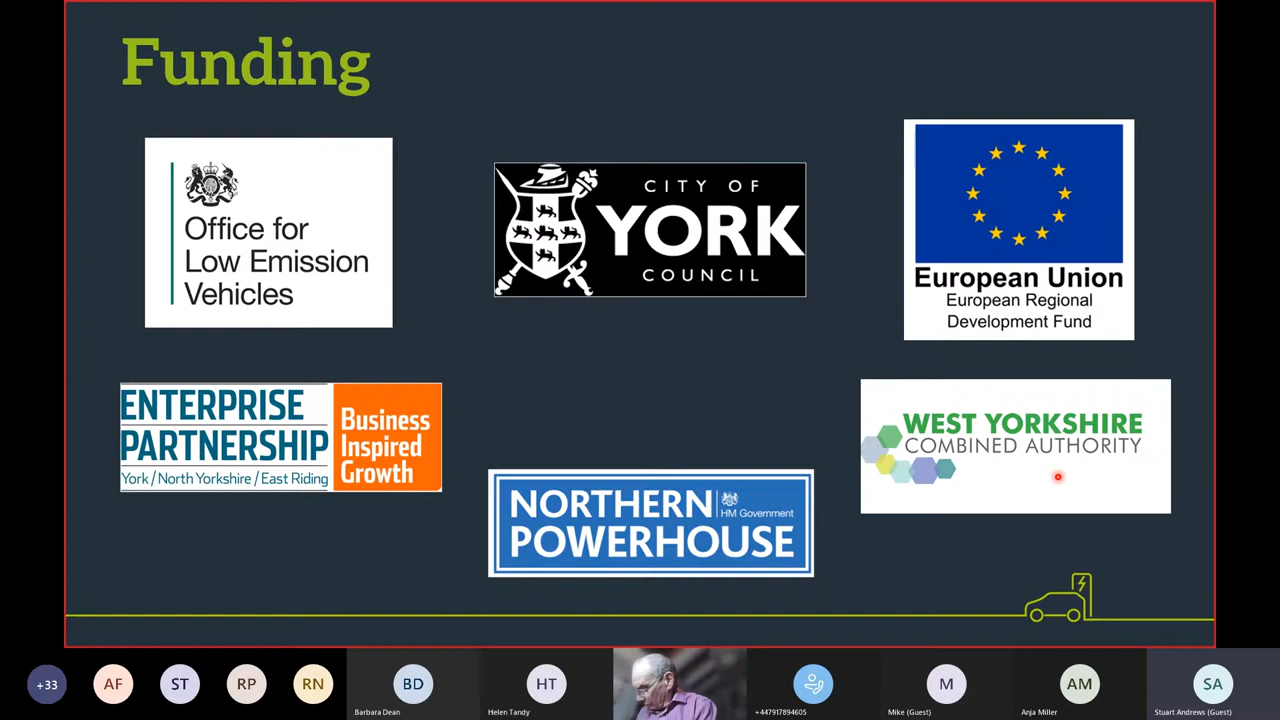 Funding
Office for
Low Emission
Vehicles
CITY OF
YORK
COUNCIL
European Union
European Regional
Development Fund
ENTERPRISE
PARTNERSHIP
York / North Yorkshire / East Riding
Business
Inspired
Growth
NORTHERN
HM Government
POWERHOUSE
WEST YORKSHIRE
COMBINED AUTHORITY
+33
AF
ST
RP
RN
BD
Barbara Dean
HT
Helen Tandy
+447917894605
M
Mike (Guest)
AM
Anja Miller
SA
Stuart Andrews (Guest)